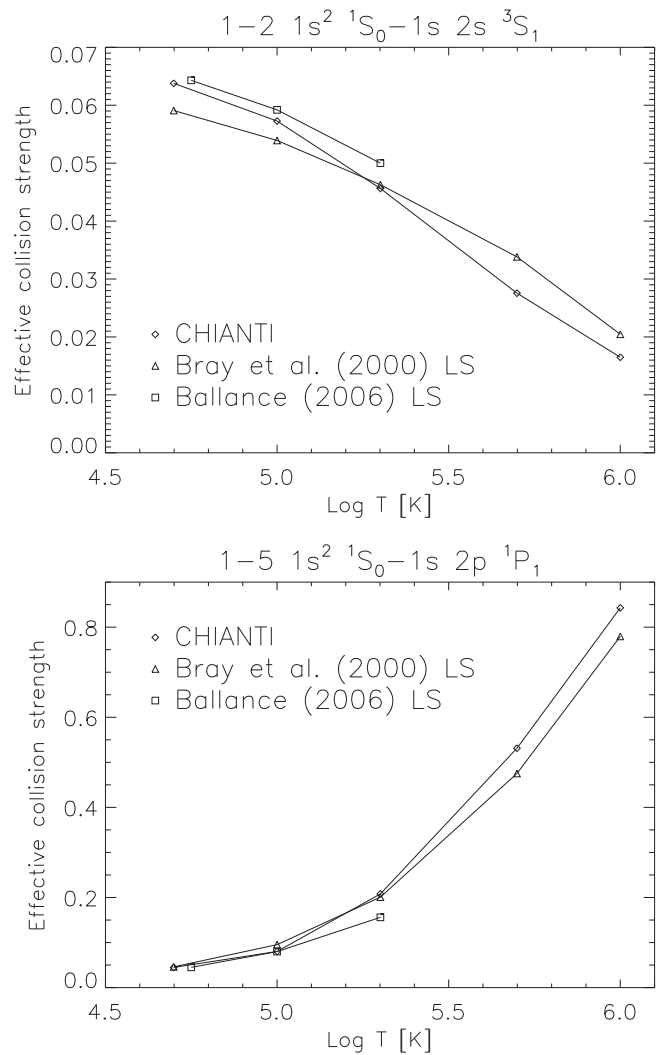 1−2 1s² ¹S₀−1s 2s ³S₁
0.07
0.06
0.05
0.04
0.03
0.02
0.01
0.00
Effective collision strength
CHIANTI
Bray et al. (2000) LS
Ballance (2006) LS
4.5 5.0 5.5 6.0
Log T [K]
1−5 1s² ¹S₀−1s 2p ¹P₁
0.8
0.6
0.4
0.2
0.0
Effective collision strength
CHIANTI
Bray et al. (2000) LS
Ballance (2006) LS
4.5 5.0 5.5 6.0
Log T [K]